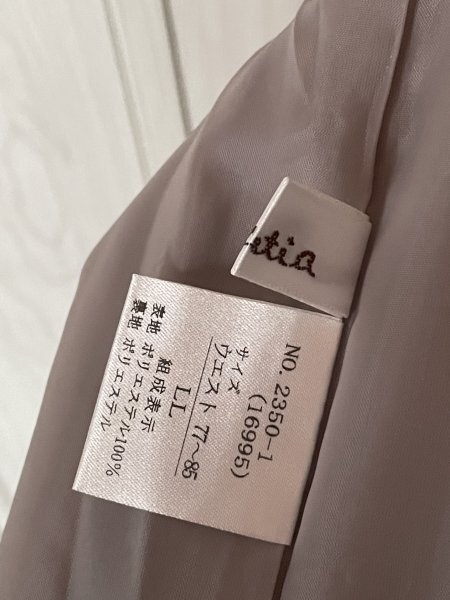 etia
NO. 2350-1
(16995)
サイズ
ウエスト 77~85
LL
組成表示
表地 ポリエステル100%
裏地 ポリエステル